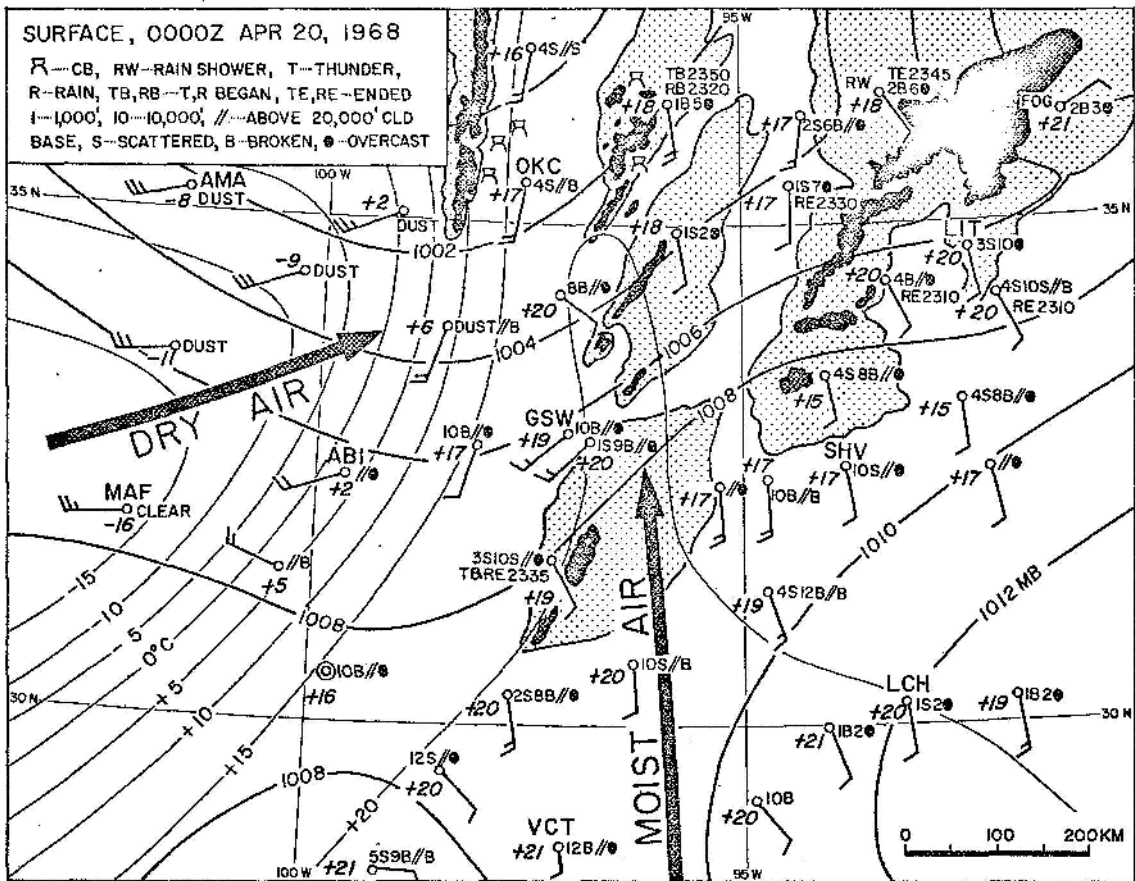 SURFACE, 0000Z APR 20, 1968
CB, RW--RAIN SHOWER, T--THUNDER,
R--RAIN, TB,RB--T,R BEGAN, TE,RE--ENDED
1--1,000', 10--10,000', //--ABOVE 20,000' CLD
BASE, S--SCATTERED, B--BROKEN, ●--OVERCAST
95 W
+16 4S//S
TB2350
RB2320
+18 1B5●
RW TE2345
2B6●
+18
FOG 2B3●
+21
+17 2S6B//●
100 W
OKC
+17 4S//B
35 N
AMA
-8 DUST
+2
DUST
1S7●
+17 RE2330
35 N
1002
+18 1S2●
LIT
+20 3S10●
-9 DUST
8B//●
+20
+20 4B//●
RE2310
4S10S//B
+20 RE2310
+6 DUST//B
1004
1006
DUST
-11
DRY AIR
4S8B//●
+15
1008
4S8B//●
+15
GSW
10B//●
+19
1S9B//●
+20
10B//●
+17
ABI
//●
+2
SHV
10S//●
+17
+17
10B//B
//●
+17
//●
+17
MAF
CLEAR
-16
1010
3S10S//●
TBRE2335
+19
//B
+5
4S12B//B
+19
1012 MB
-15
-10
-5
0°C
+5
+10
+15
+20
1008
MOIST AIR
10B//●
+16
30 N
10S//B
+20
2S8B//●
+20
LCH
1S2●
+20
1B2●
+19
30 N
1B2●
+21
12S//●
+20
1008
10B
+20
VCT
+21 12B//●
5S9B//B
+21
0 100 200 KM
100 W
95 W